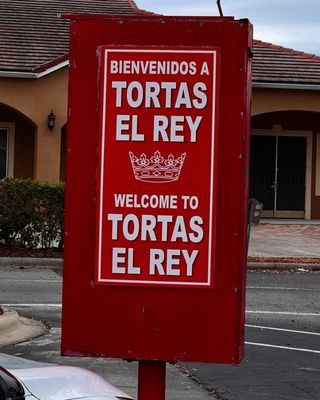 BIENVENIDOS A
TORTAS
EL REY
WELCOME TO
TORTAS
EL REY